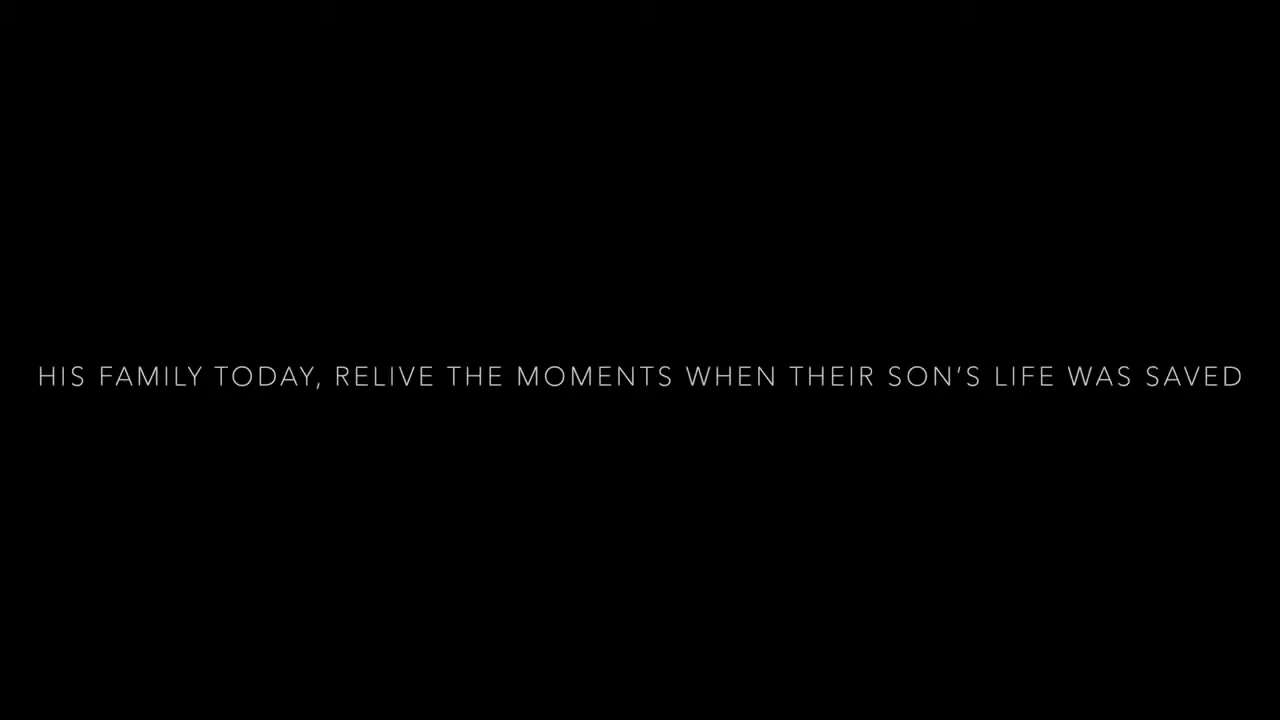 HIS FAMILY TODAY, RELIVE THE MOMENTS WHEN THEIR SON’S LIFE WAS SAVED